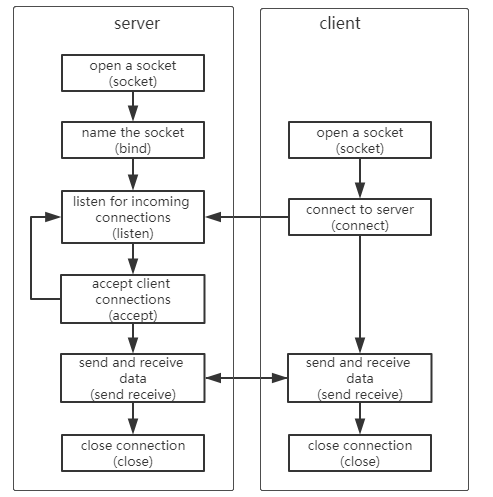 server
open a socket
(socket)
name the socket
(bind)
listen for incoming
connections
(listen)
accept client
connections
(accept)
send and receive
data
(send receive)
close connection
(close)
client
open a socket
(socket)
connect to server
(connect)
send and receive
data
(send receive)
close connection
(close)